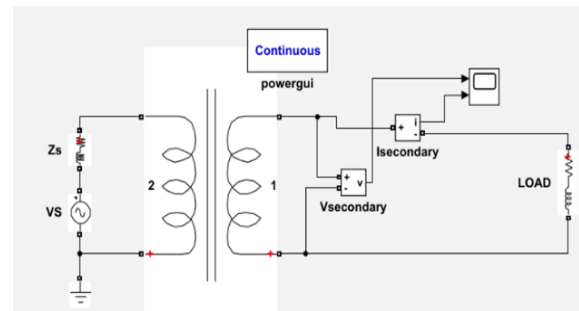 Continuous
powergui
i
+
-
Isecondary
Zs
+
-
v
Vsecondary
LOAD
2
1
VS
+
+
+